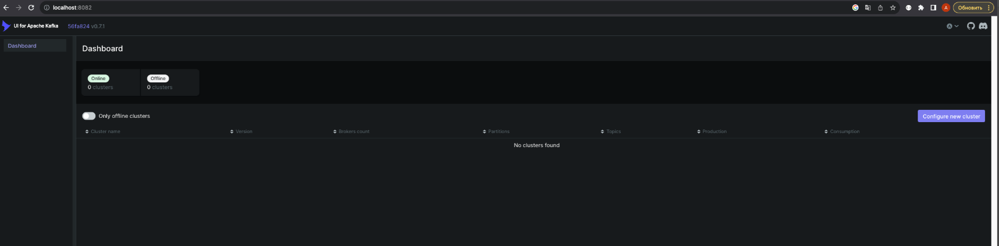 localhost:8082
A
Обновить
UI for Apache Kafka
56fa824 v0.7.1
A
Dashboard
Dashboard
Online
0 clusters
Offline
0 clusters
Only offline clusters
Configure new cluster
Cluster name
Version
Brokers count
Partitions
Topics
Production
Consumption
No clusters found